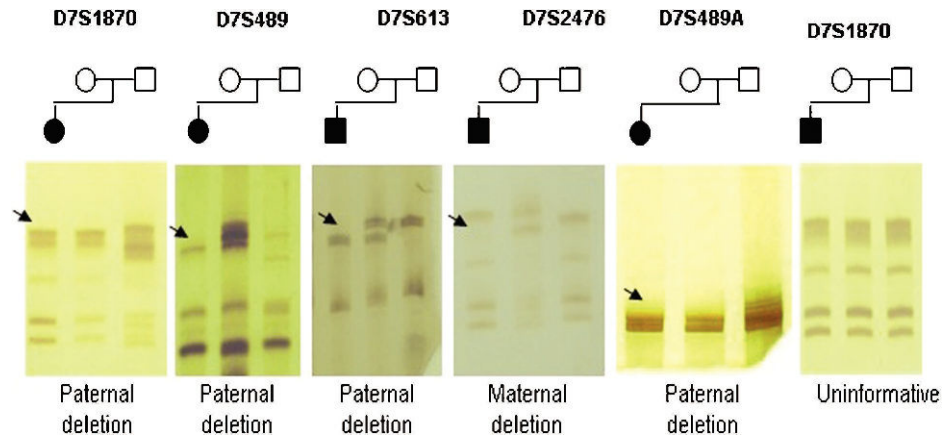 D7S1870 D7S489 D7S613 D7S2476 D7S489A D7S1870
Paternal deletion
Paternal deletion
Paternal deletion
Maternal deletion
Paternal deletion
Uninformative